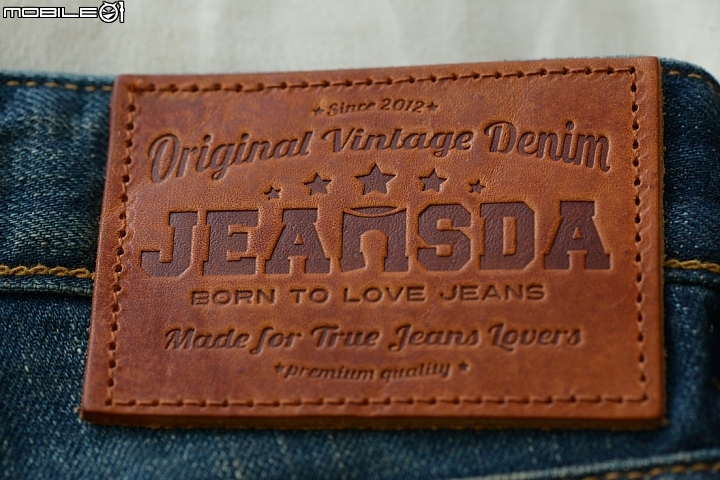 MOBILE01
Since 2012
Original Vintage Denim
JEANSDA
BORN TO LOVE JEANS
Made for True Jeans Lovers
premium quality